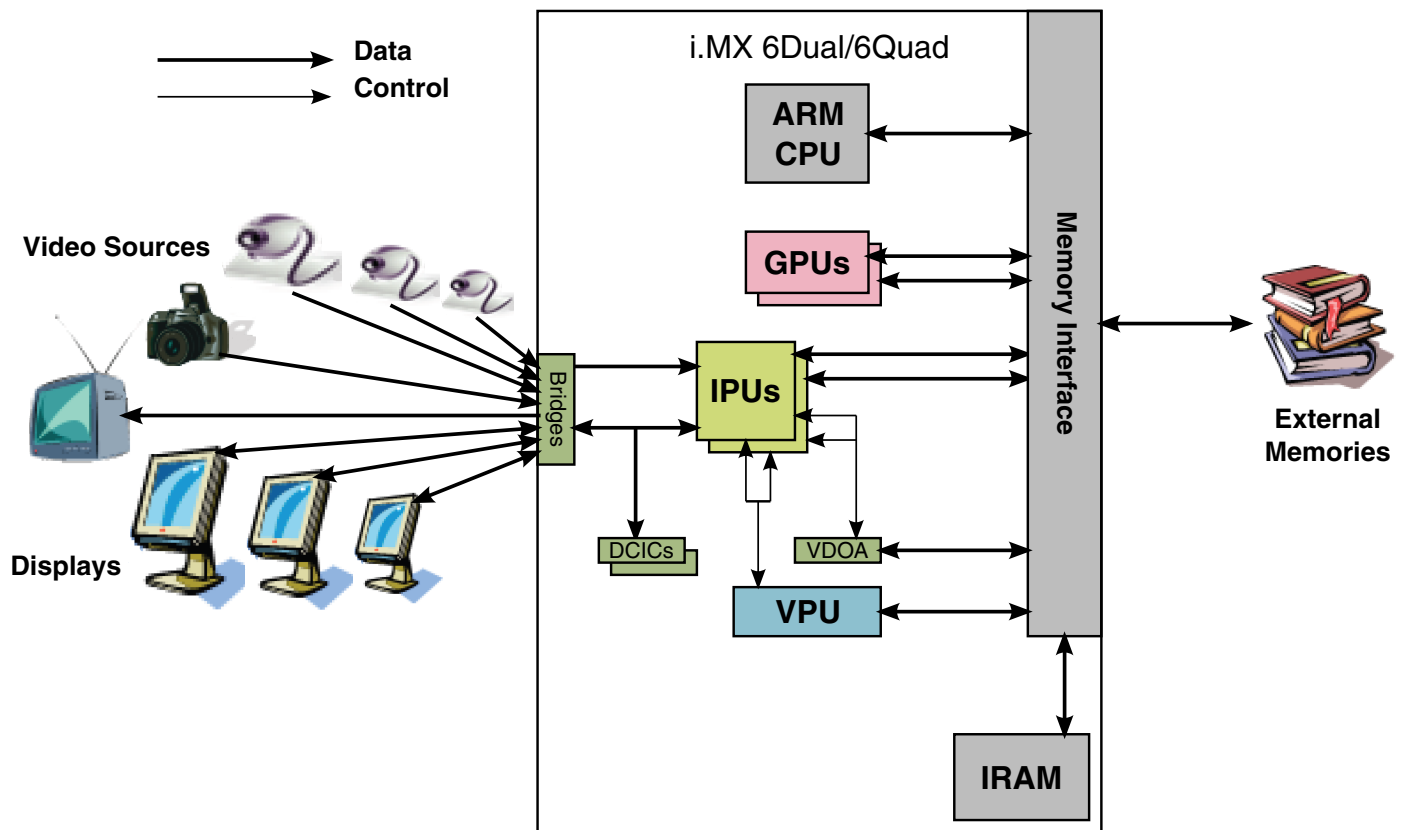 Data
Control
i.MX 6Dual/6Quad
ARM
CPU
Video Sources
GPUs
Memory Interface
Bridges
IPUs
External
Memories
DCICs
VDOA
Displays
VPU
IRAM